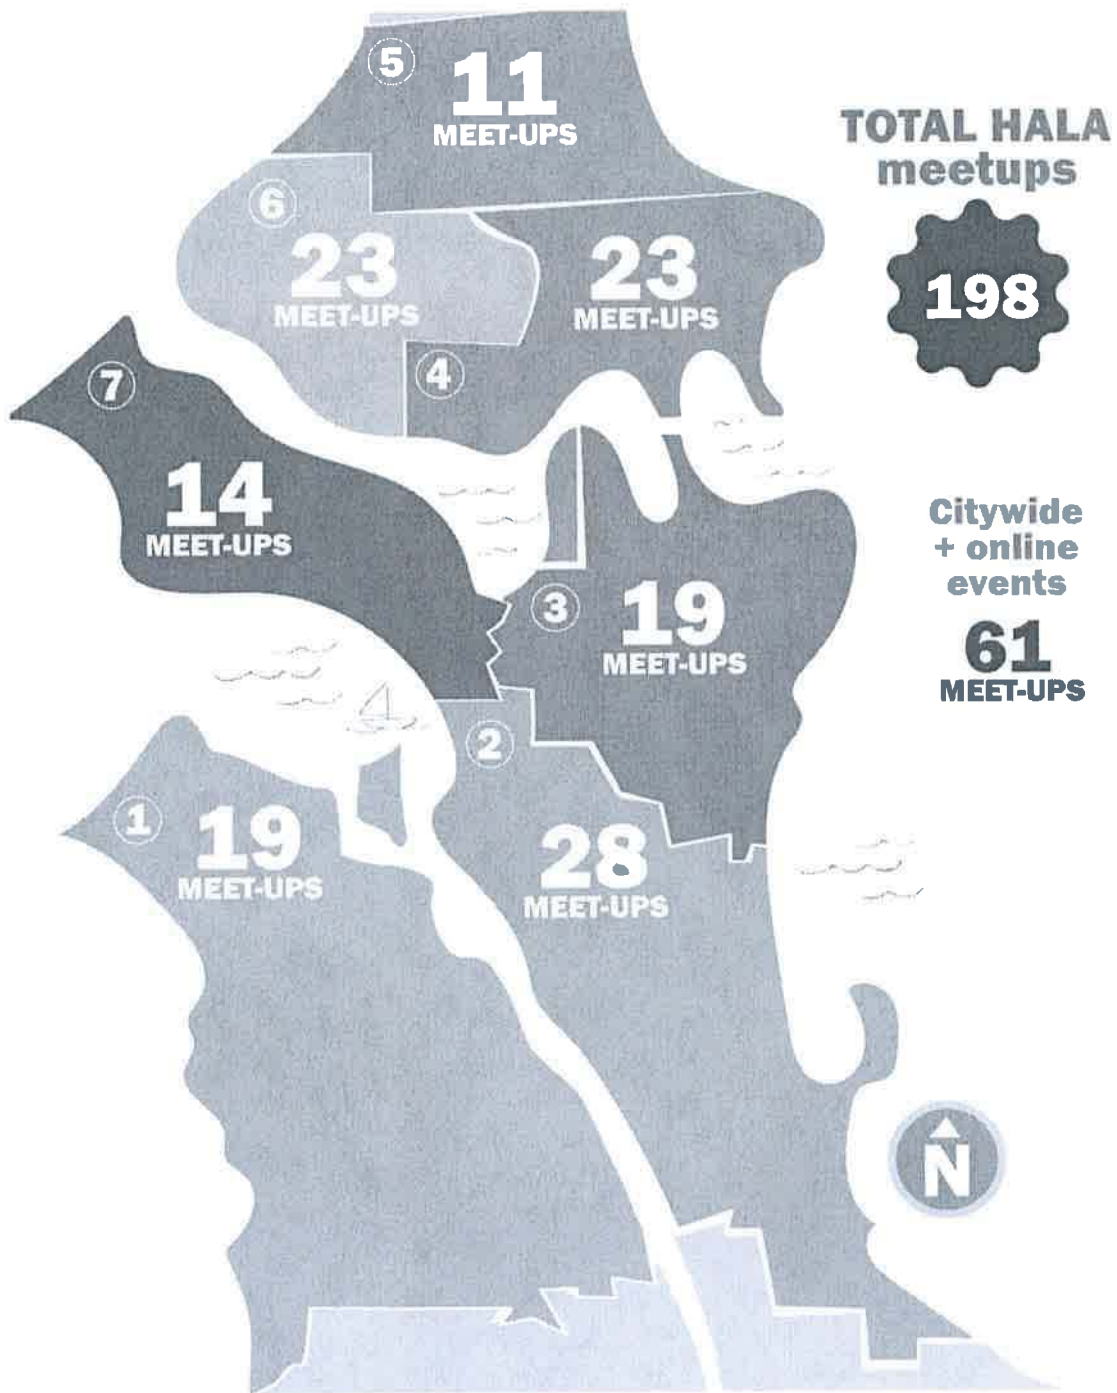 5
11
MEET-UPS
TOTAL HALA
meetups
198
6
23
MEET-UPS
23
MEET-UPS
4
7
14
MEET-UPS
Citywide
+ online
events
61
MEET-UPS
3
19
MEET-UPS
2
1
19
MEET-UPS
28
MEET-UPS
N